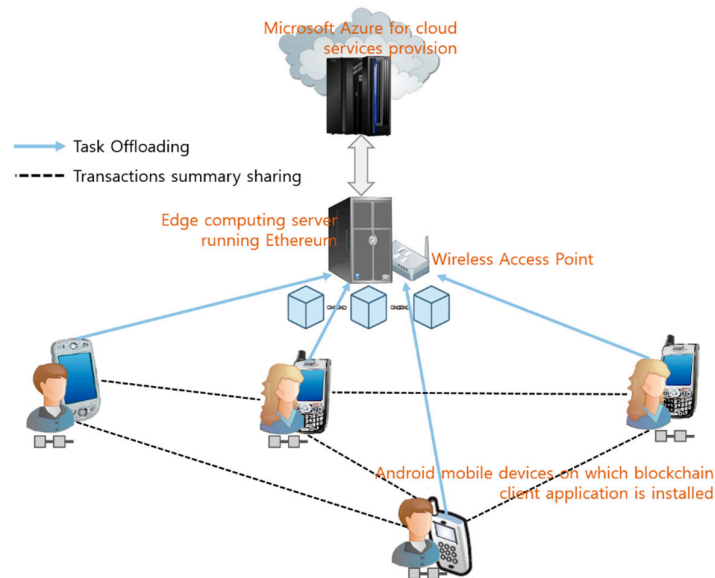 Microsoft Azure for cloud
services provision
Task Offloading
Transactions summary sharing
Edge computing server
running Ethereum
Wireless Access Point
Android mobile devices on which blockchain
client application is installed